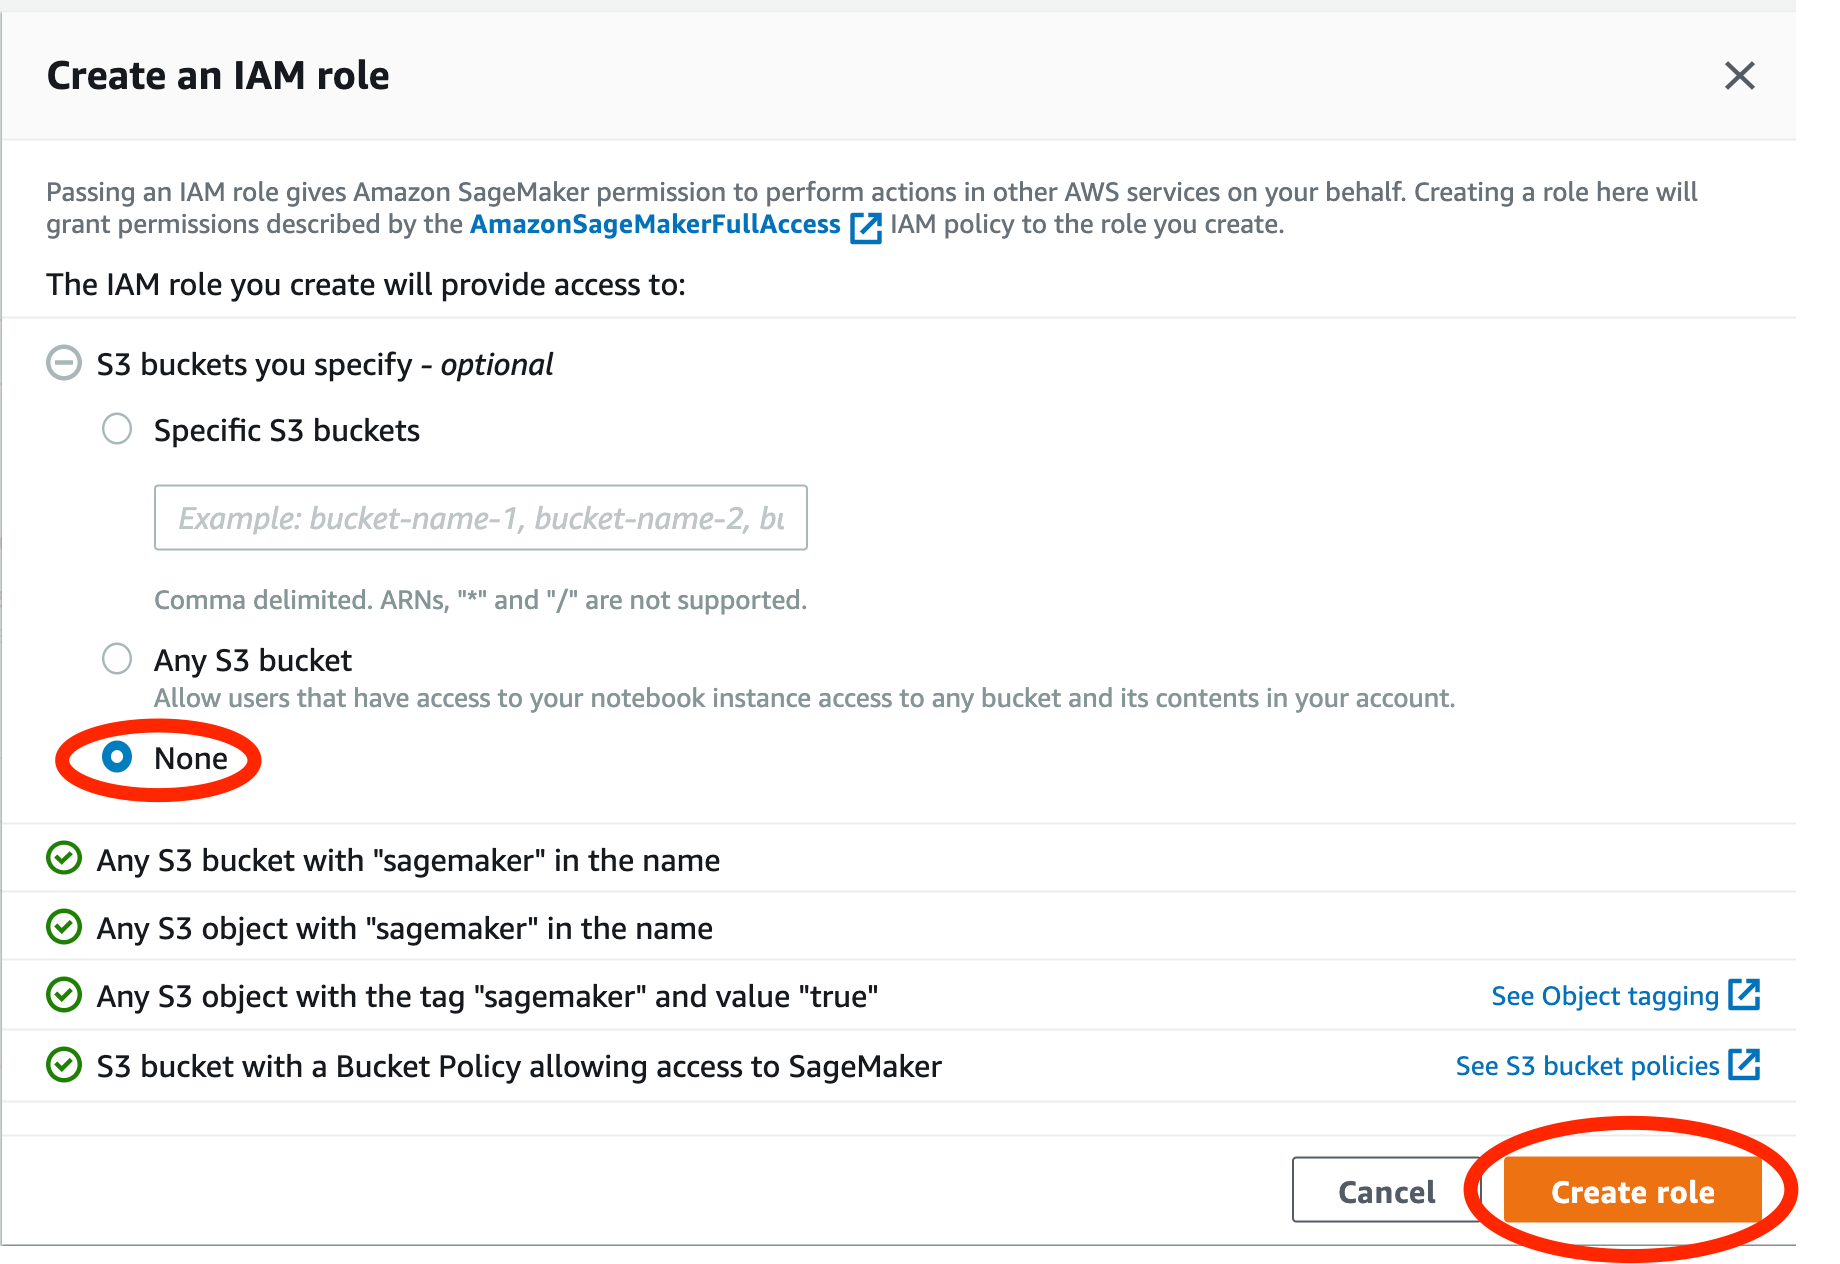 Create an IAM role
Passing an IAM role gives Amazon SageMaker permission to perform actions in other AWS services on your behalf. Creating a role here will
grant permissions described by the AmazonSageMakerFullAccess IAM policy to the role you create.
The IAM role you create will provide access to:
S3 buckets you specify - optional
Specific S3 buckets
Example: bucket-name-1, bucket-name-2, bu
Comma delimited. ARNs, "*" and "/" are not supported.
Any S3 bucket
Allow users that have access to your notebook instance access to any bucket and its contents in your account.
None
Any S3 bucket with "sagemaker" in the name
Any S3 object with "sagemaker" in the name
Any S3 object with the tag "sagemaker" and value "true" See Object tagging
S3 bucket with a Bucket Policy allowing access to SageMaker See S3 bucket policies
Cancel Create role